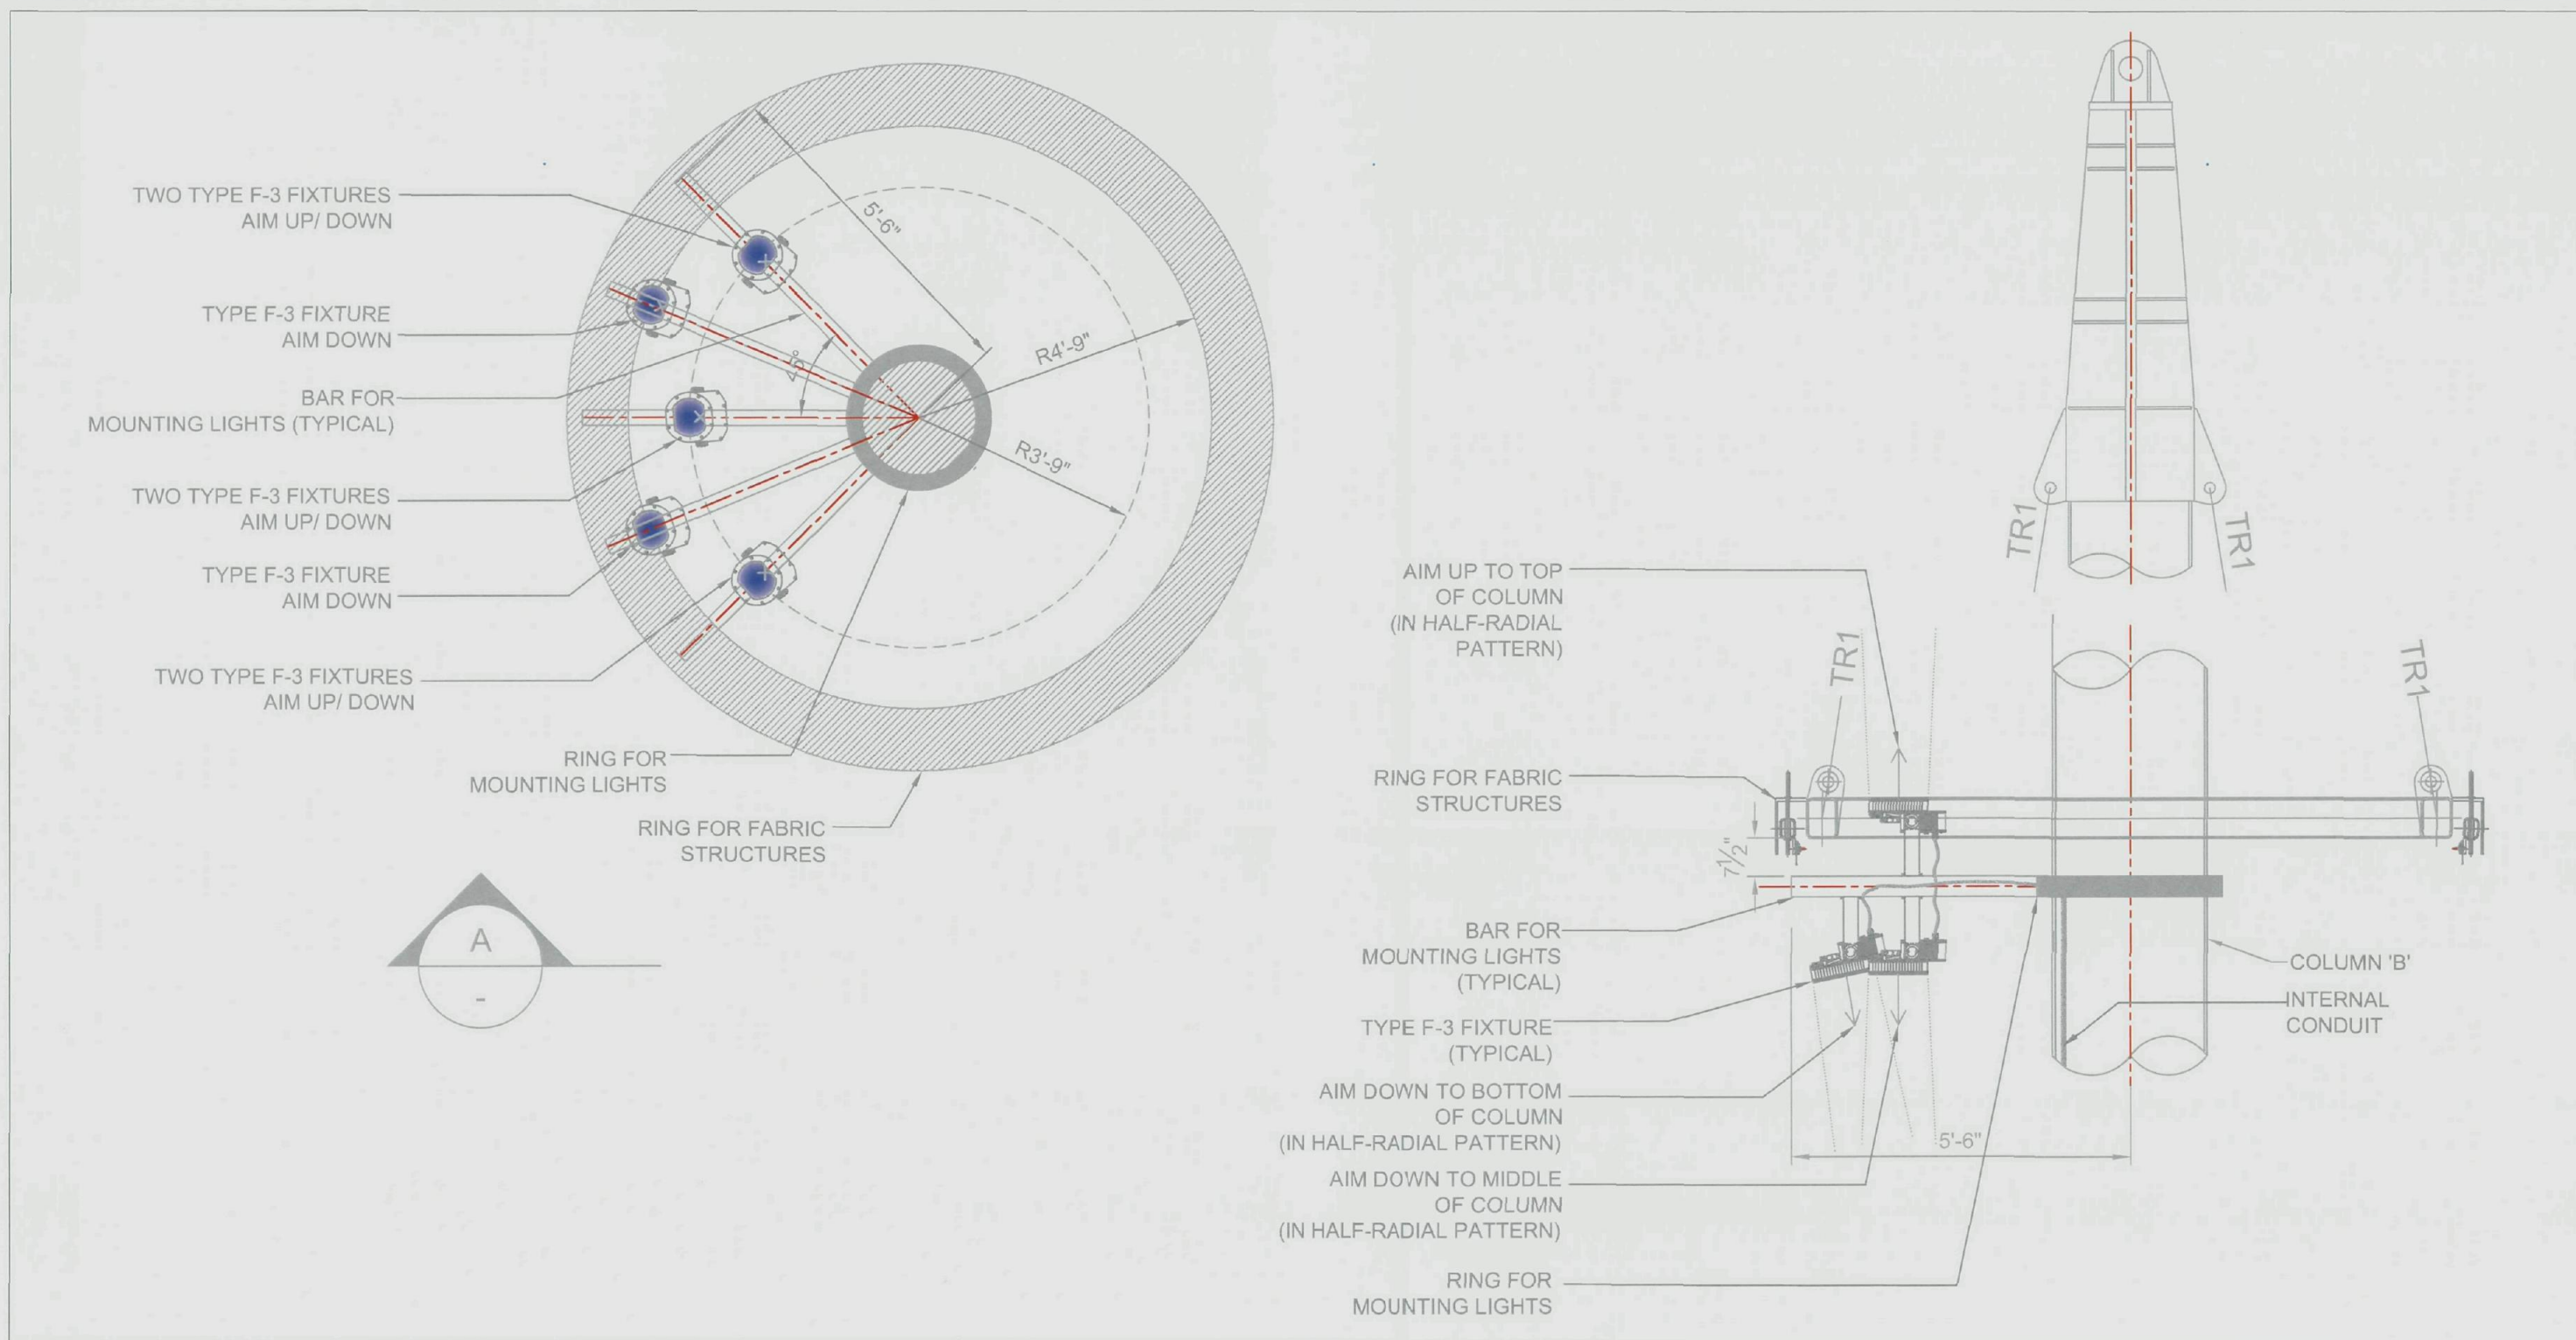 TWO TYPE F-3 FIXTURES
AIM UP/ DOWN
TYPE F-3 FIXTURE
AIM DOWN
BAR FOR
MOUNTING LIGHTS (TYPICAL)
TWO TYPE F-3 FIXTURES
AIM UP/ DOWN
TYPE F-3 FIXTURE
AIM DOWN
TWO TYPE F-3 FIXTURES
AIM UP/ DOWN
RING FOR
MOUNTING LIGHTS
RING FOR FABRIC
STRUCTURES
5'-6"
45°
R4'-9"
R3'-9"
A
-
TR1
TR1
AIM UP TO TOP
OF COLUMN
(IN HALF-RADIAL
PATTERN)
TR1
TR1
RING FOR FABRIC
STRUCTURES
7½"
BAR FOR
MOUNTING LIGHTS
(TYPICAL)
TYPE F-3 FIXTURE
(TYPICAL)
AIM DOWN TO BOTTOM
OF COLUMN
(IN HALF-RADIAL PATTERN)
AIM DOWN TO MIDDLE
OF COLUMN
(IN HALF-RADIAL PATTERN)
RING FOR
MOUNTING LIGHTS
5'-6"
COLUMN 'B'
INTERNAL
CONDUIT